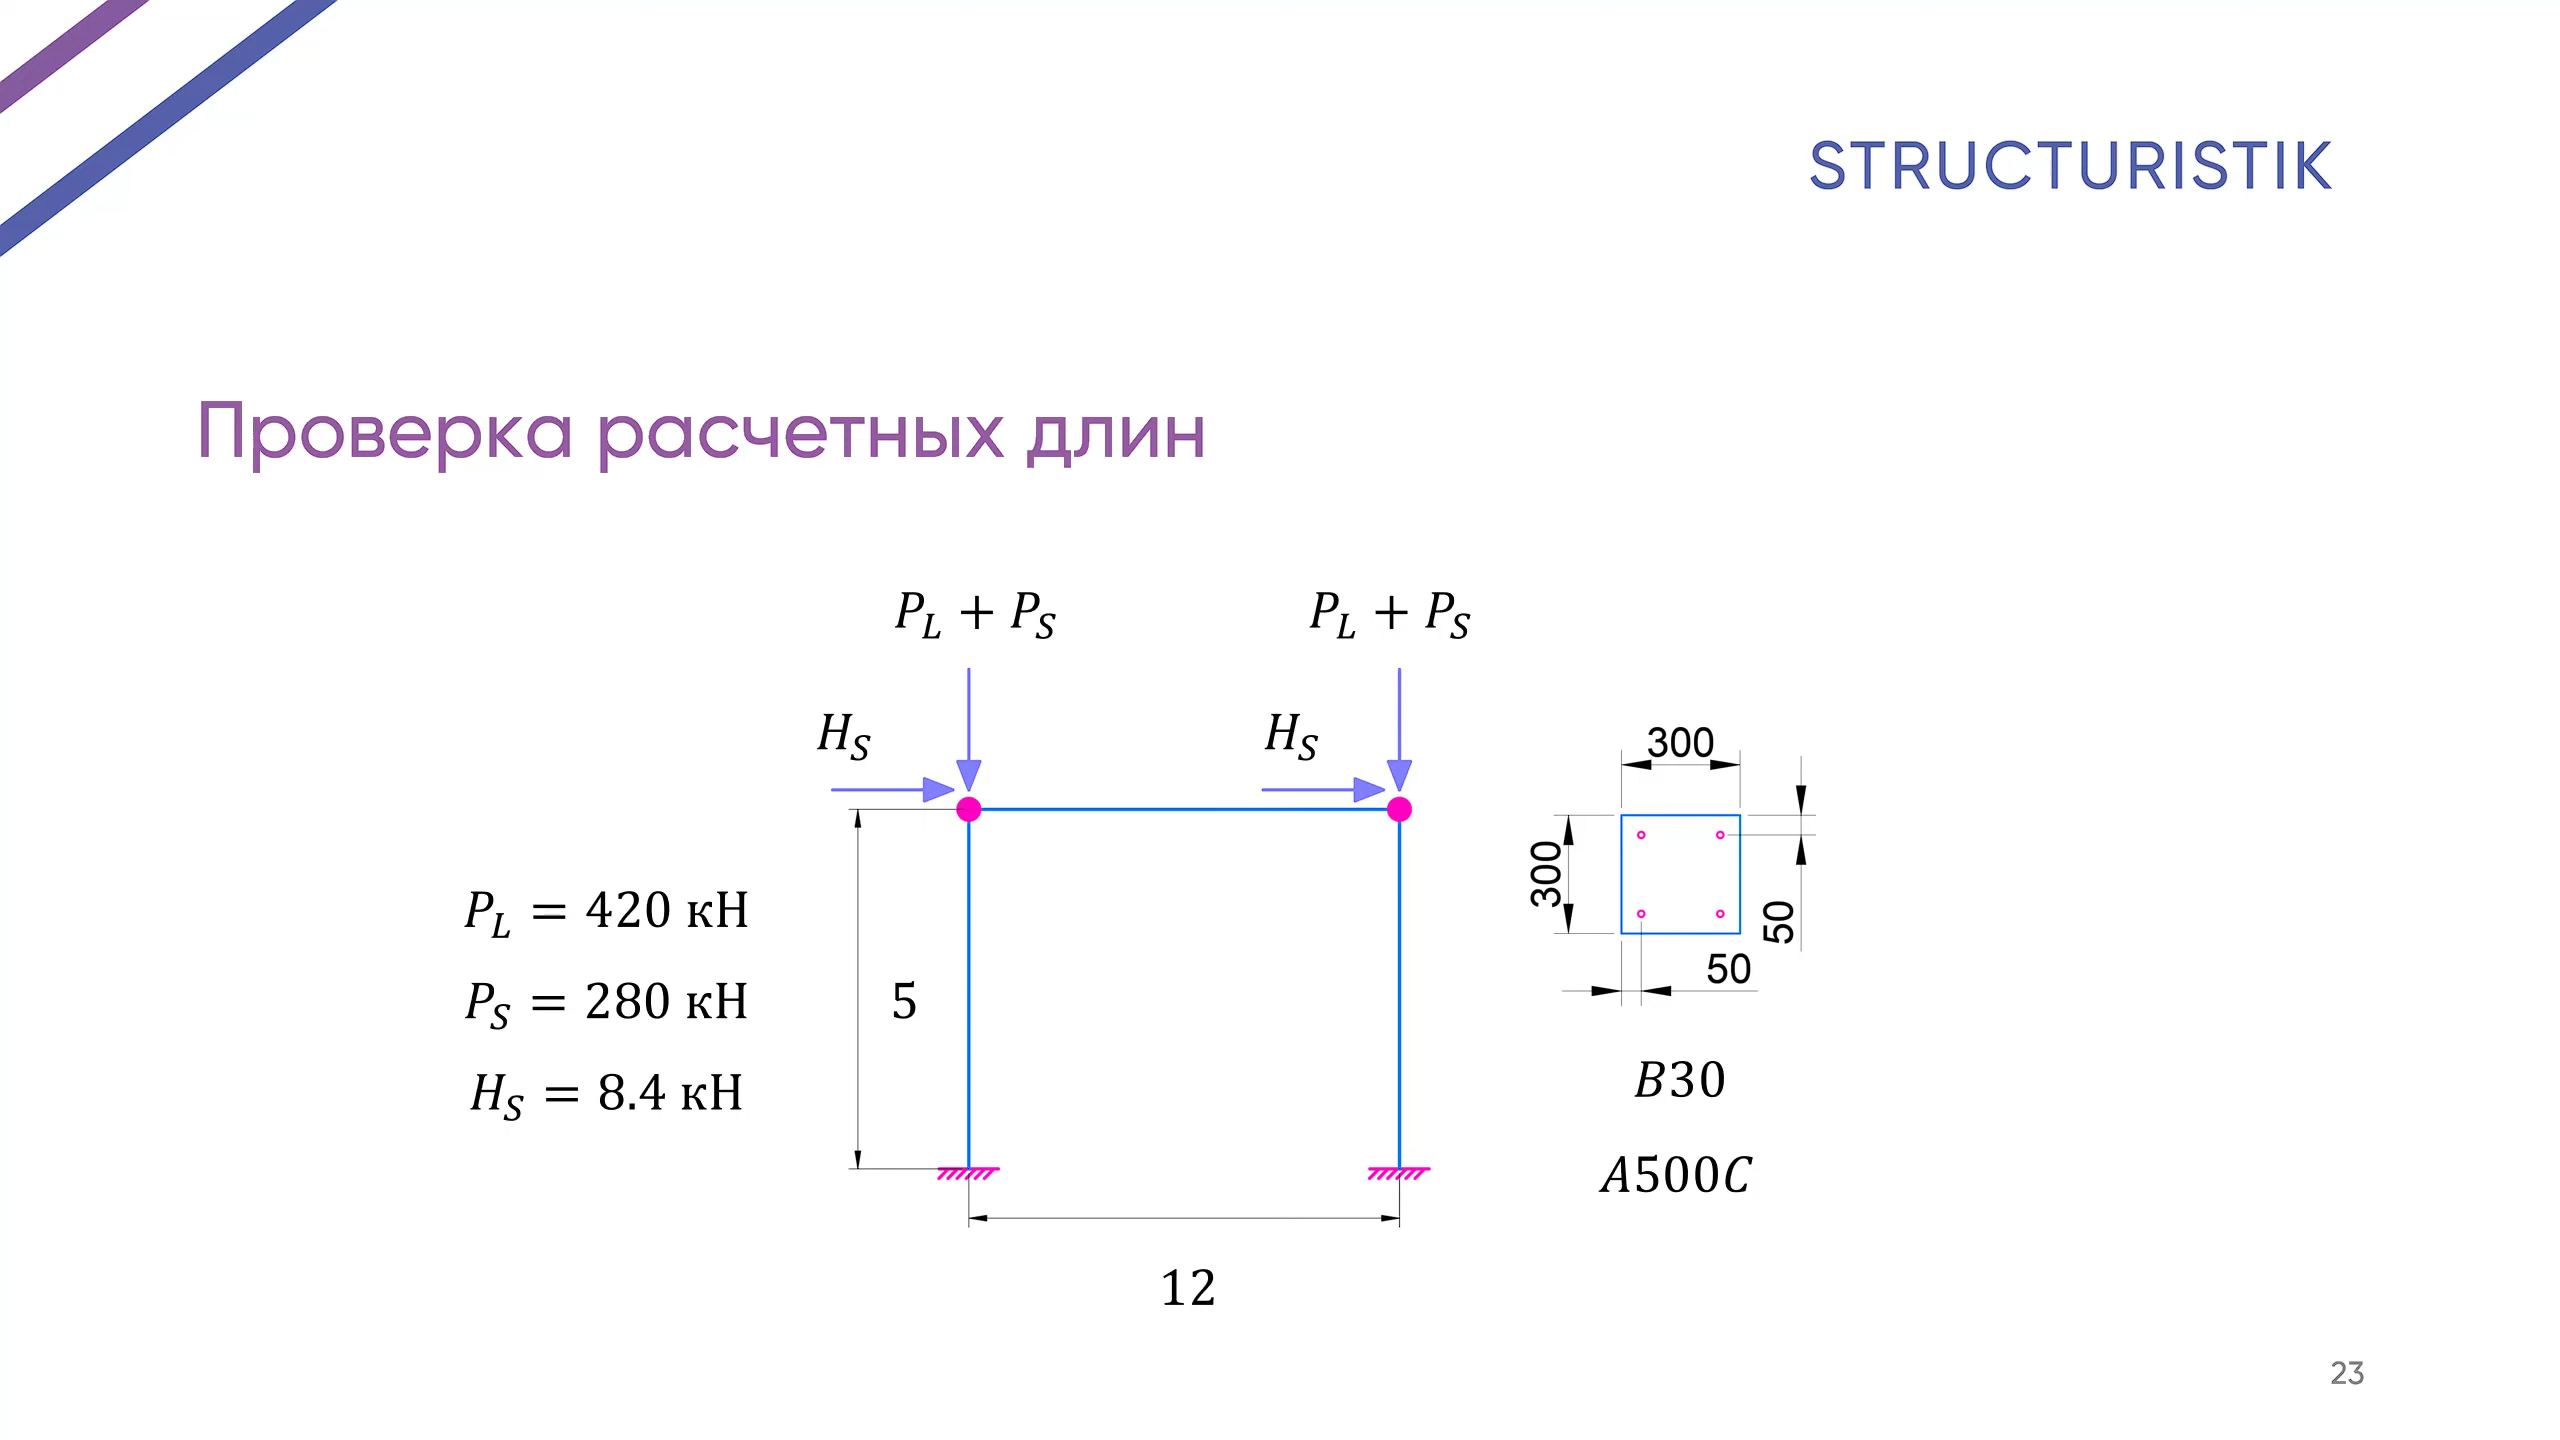 STRUCTURISTIK
Проверка расчетных длин
P_L + P_S
P_L + P_S
H_S
H_S
P_L = 420 кН
P_S = 280 кН
H_S = 8.4 кН
5
12
300
300
50
50
B30
A500C
23